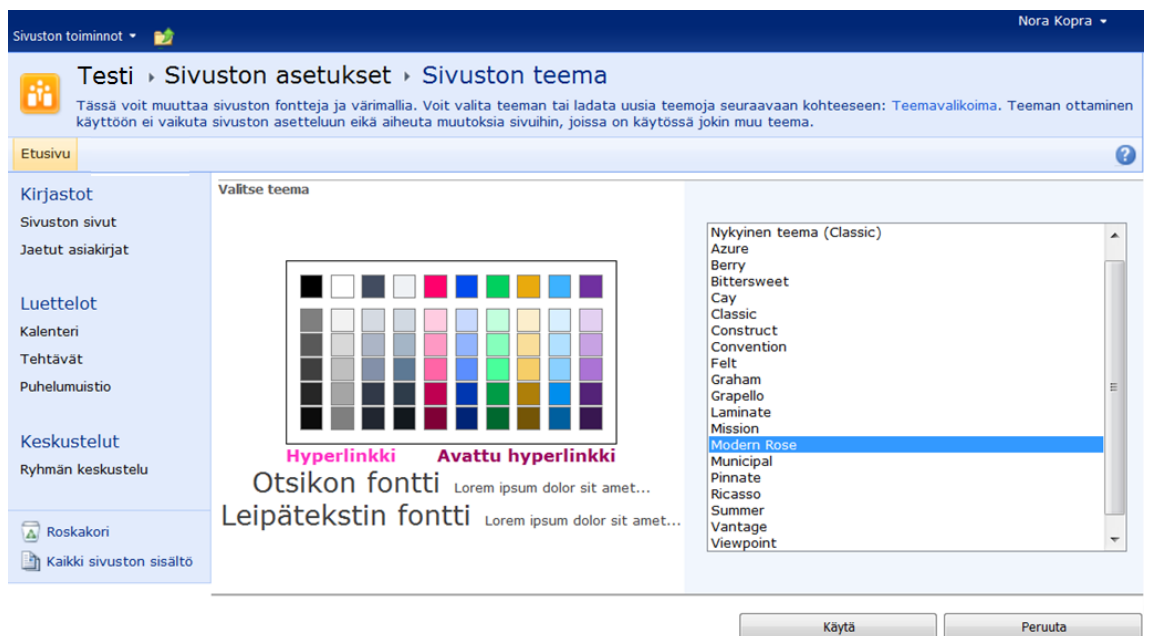 Nora Kopra
Sivuston toiminnot
Testi › Sivuston asetukset › Sivuston teema
Tässä voit muuttaa sivuston fontteja ja värimallia. Voit valita teeman tai ladata uusia teemoja seuraavaan kohteeseen: Teemavalikoima. Teeman ottaminen
käyttöön ei vaikuta sivuston asetteluun eikä aiheuta muutoksia sivuihin, joissa on käytössä jokin muu teema.
Etusivu
Kirjastot
Sivuston sivut
Jaetut asiakirjat
Luettelot
Kalenteri
Tehtävät
Puhelumuistio
Keskustelut
Ryhmän keskustelu
Roskakori
Kaikki sivuston sisältö
Valitse teema
Hyperlinkki Avattu hyperlinkki
Otsikon fontti Lorem ipsum dolor sit amet...
Leipätekstin fontti Lorem ipsum dolor sit amet...
Nykyinen teema (Classic)
Azure
Berry
Bittersweet
Cay
Classic
Construct
Convention
Felt
Graham
Grapello
Laminate
Mission
Modern Rose
Municipal
Pinnate
Ricasso
Summer
Vantage
Viewpoint
Käytä
Peruuta